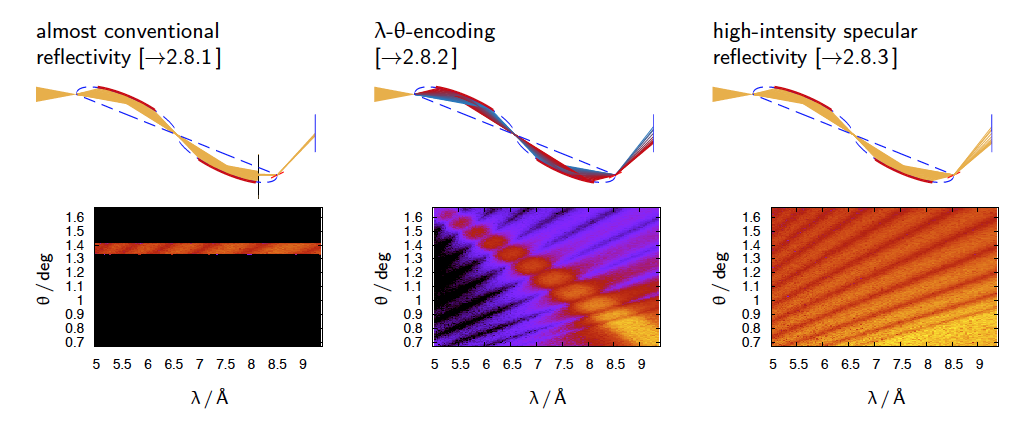 almost conventional
reflectivity [→2.8.1]
λ-θ-encoding
[→2.8.2]
high-intensity specular
reflectivity [→2.8.3]
θ / deg
1.6
1.5
1.4
1.3
1.2
1.1
1
0.9
0.8
0.7
5 5.5 6 6.5 7 7.5 8 8.5 9
λ / Å
θ / deg
1.6
1.5
1.4
1.3
1.2
1.1
1
0.9
0.8
0.7
5 5.5 6 6.5 7 7.5 8 8.5 9
λ / Å
θ / deg
1.6
1.5
1.4
1.3
1.2
1.1
1
0.9
0.8
0.7
5 5.5 6 6.5 7 7.5 8 8.5 9
λ / Å